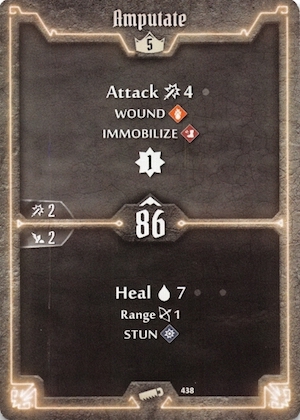 Amputate
5
Attack 4
WOUND
IMMOBILIZE
1
2
86
2
Heal 7
Range 1
STUN
438